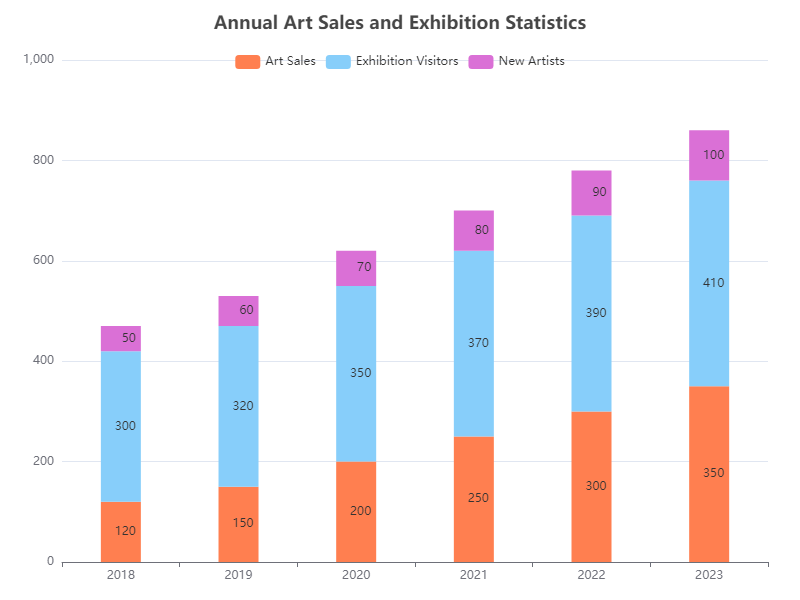 Annual Art Sales and Exhibition Statistics
Art Sales Exhibition Visitors New Artists
1,000
800
600
400
200
0
50 60 70 80 90 100
300 320 350 370 390 410
120 150 200 250 300 350
2018 2019 2020 2021 2022 2023